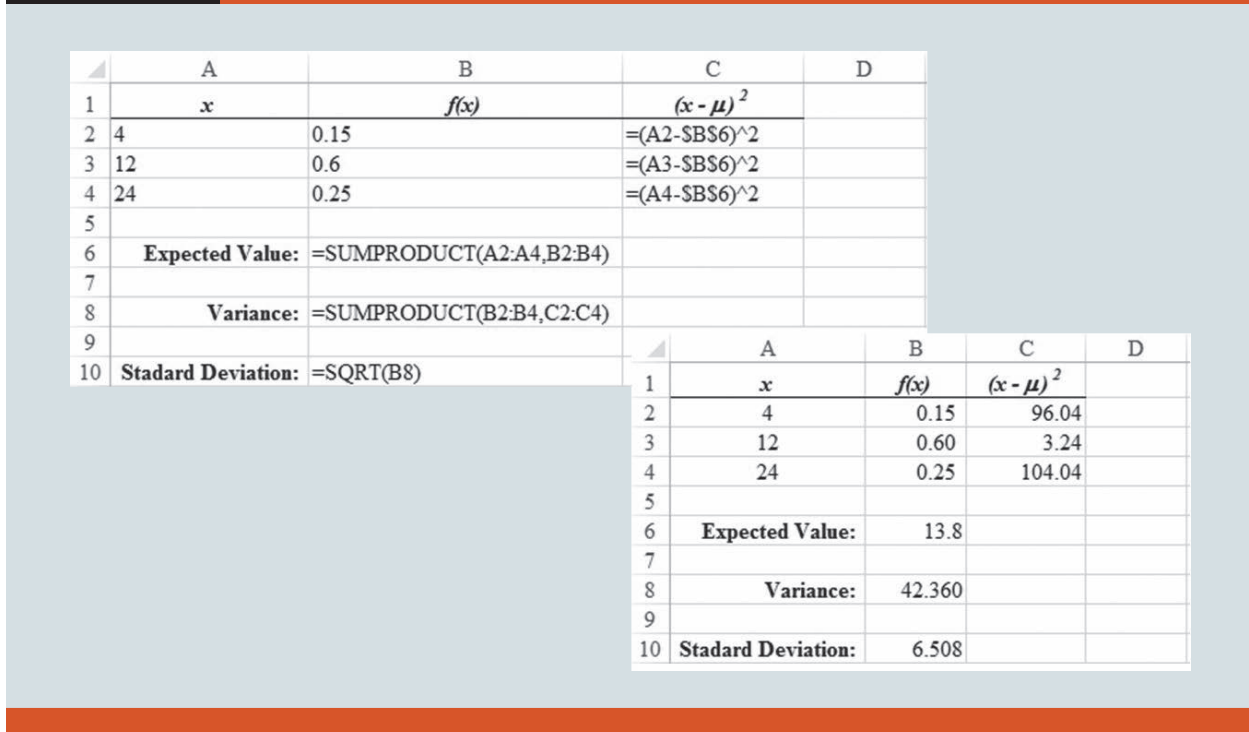 A B C D
1 x f(x) (x - μ)²
2 4 0.15 =(A2-$B$6)^2
3 12 0.6 =(A3-$B$6)^2
4 24 0.25 =(A4-$B$6)^2
5
6 Expected Value: =SUMPRODUCT(A2:A4,B2:B4)
7
8 Variance: =SUMPRODUCT(B2:B4,C2:C4)
9
10 Stadard Deviation: =SQRT(B8)
A B C D
1 x f(x) (x - μ)²
2 4 0.15 96.04
3 12 0.60 3.24
4 24 0.25 104.04
5
6 Expected Value: 13.8
7
8 Variance: 42.360
9
10 Stadard Deviation: 6.508